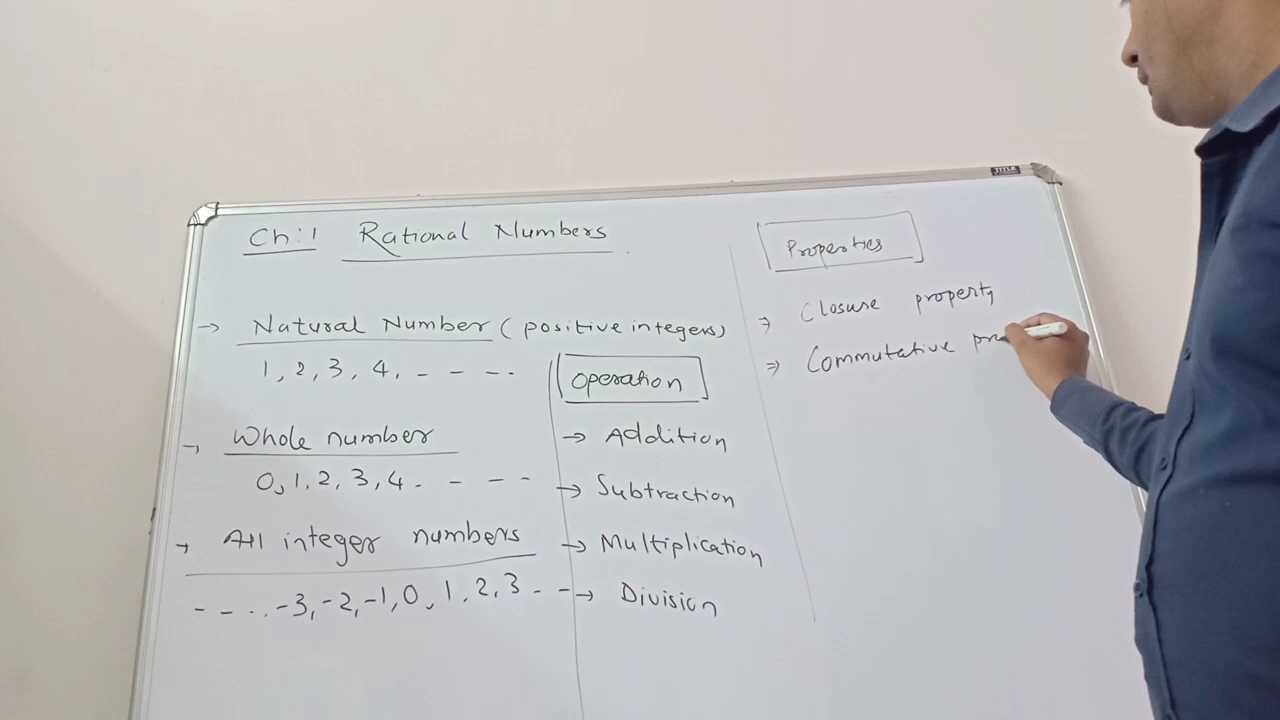 Ch:1 Rational Numbers
→ Natural Number (positive integers)
1, 2, 3, 4, - - - -
→ Whole number
0, 1, 2, 3, 4. - - - -
→ All integer numbers
- - - . . -3, -2, -1, 0, 1, 2, 3 - -
Operation
→ Addition
→ Subtraction
→ Multiplication
→ Division
Properties
⇒ Closure property
⇒ Commutative pr